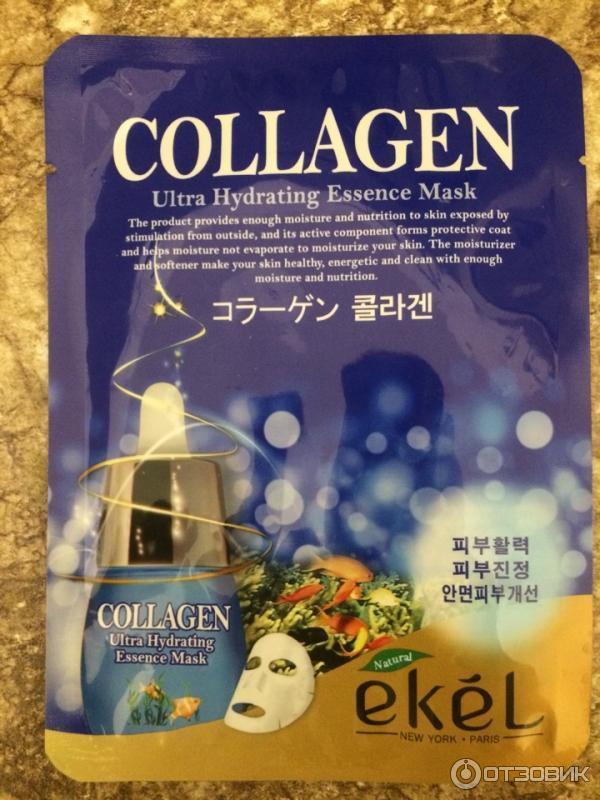 COLLAGEN
Ultra Hydrating Essence Mask
The product provides enough moisture and nutrition to skin exposed by
stimulation from outside, and its active component forms protective coat
and helps moisture not evaporate to moisturize your skin. The moisturizer
and softener make your skin healthy, energetic and clean with enough
moisture and nutrition.
コラーゲン 콜라겐
피부활력
피부진정
안면피부개선
COLLAGEN
Ultra Hydrating
Essence Mask
Natural
ekēL
NEW YORK • PARIS
ОТЗОВИК